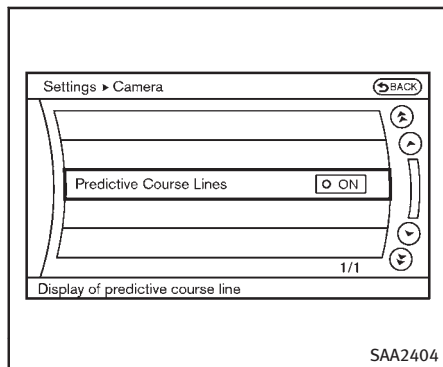 Settings ▸ Camera
BACK
Predictive Course Lines
ON
1/1
Display of predictive course line
SAA2404